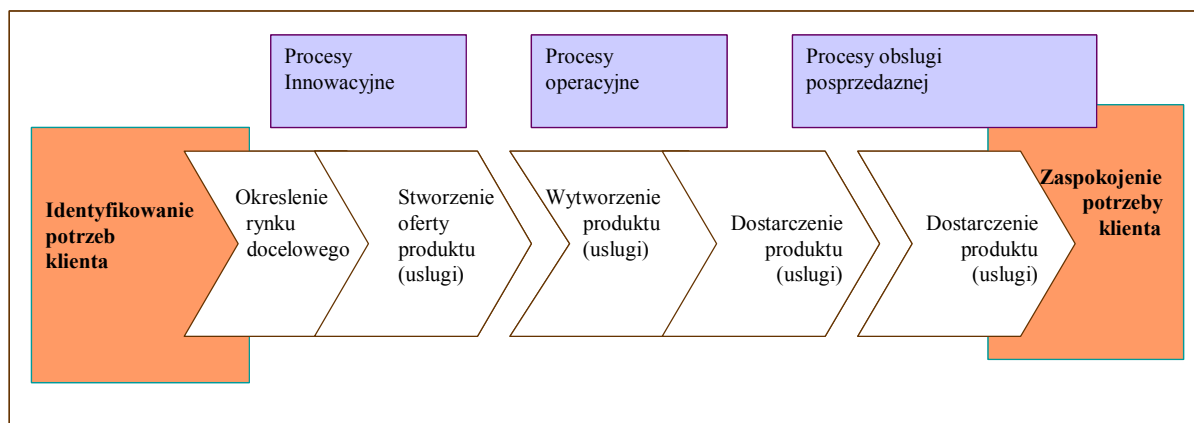 Procesy
Innowacyjne
Procesy
operacyjne
Procesy obslugi
posprzedaznej
Identyfikowanie
potrzeb
klienta
Okreslenie
rynku
docelowego
Stworzenie
oferty
produktu
(uslugi)
Wytworzenie
produktu
(uslugi)
Dostarczenie
produktu
(uslugi)
Dostarczenie
produktu
(uslugi)
Zaspokojenie
potrzeby
klienta